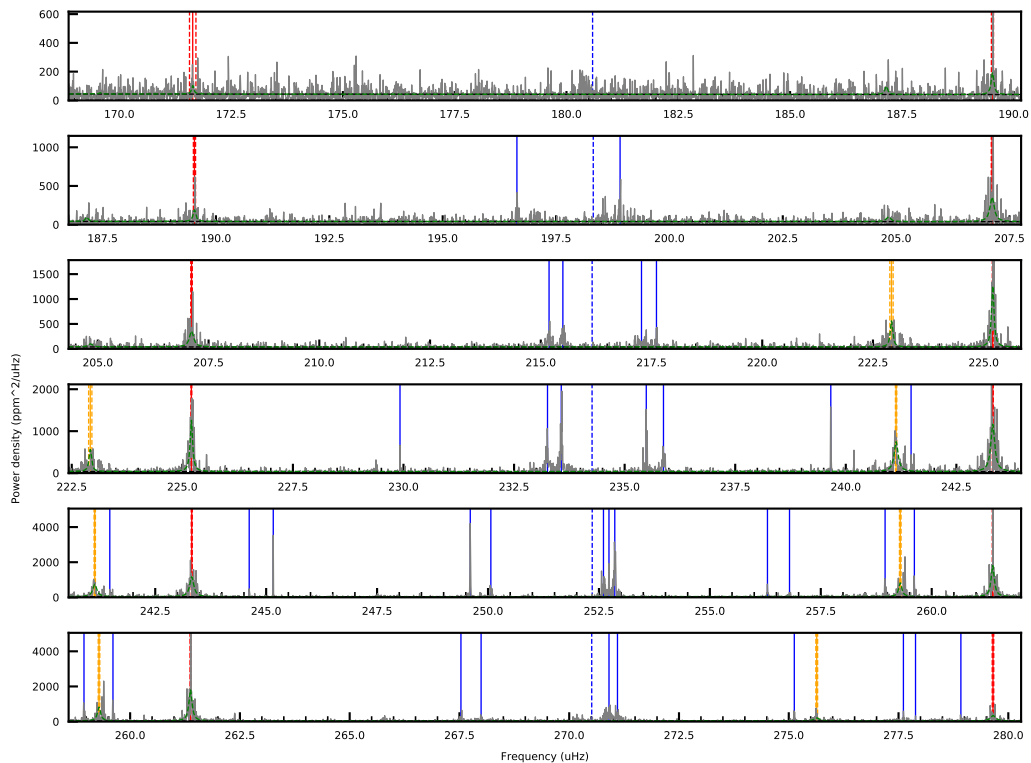 600
400
200
0
170.0 172.5 175.0 177.5 180.0 182.5 185.0 187.5 190.0
1000
500
0
187.5 190.0 192.5 195.0 197.5 200.0 202.5 205.0 207.5
1500
1000
500
0
205.0 207.5 210.0 212.5 215.0 217.5 220.0 222.5 225.0
Power density (ppm^2/uHz)
2000
1000
0
222.5 225.0 227.5 230.0 232.5 235.0 237.5 240.0 242.5
4000
2000
0
242.5 245.0 247.5 250.0 252.5 255.0 257.5 260.0
4000
2000
0
260.0 262.5 265.0 267.5 270.0 272.5 275.0 277.5 280.0
Frequency (uHz)